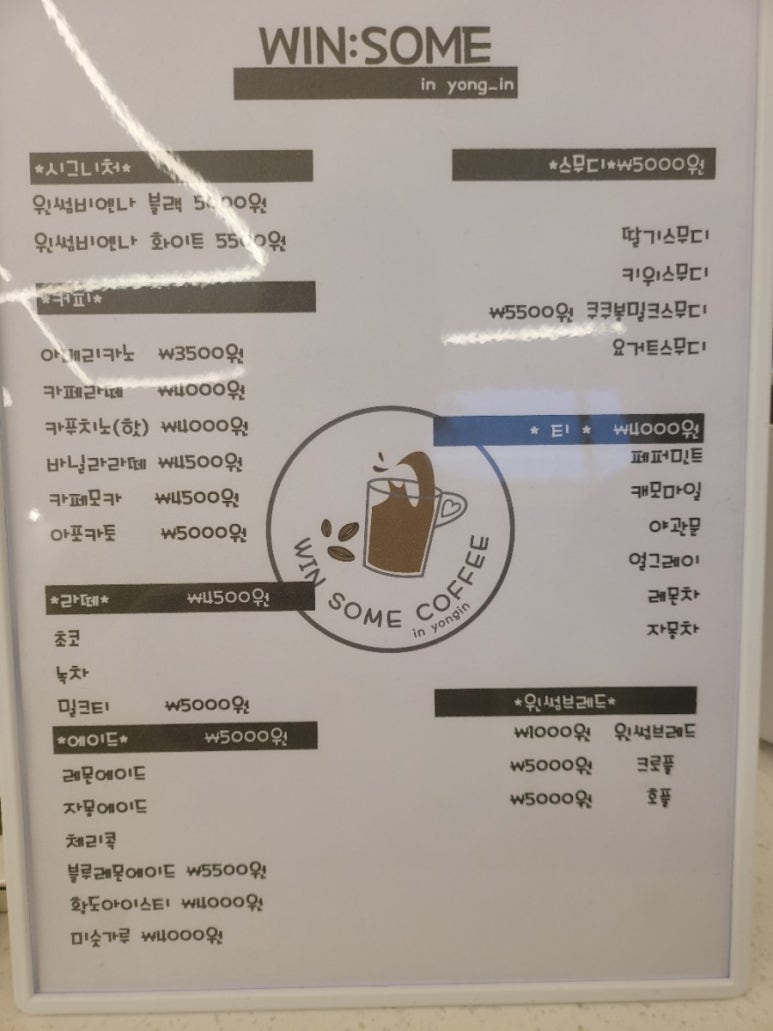 WIN:SOME
in yong_in
*시그니처*
윈썸비엔나 블랙 5000원
윈썸비엔나 화이트 5500원
*커피*
아메리카노 ₩3500원
카페라떼 ₩4000원
카푸치노(핫) ₩4000원
바닐라라떼 ₩4500원
카페모카 ₩4500원
아포카토 ₩5000원
*라떼* ₩4500원
초코
녹차
밀크티 ₩5000원
*에이드* ₩5000원
레몬에이드
자몽에이드
체리콕
블루레몬에이드 ₩5500원
황도아이스티 ₩4000원
미숫가루 ₩4000원
*스무디*₩5000원
딸기스무디
키위스무디
₩5500원 쿠쿠봉밀크스무디
요거트스무디
* 티 * ₩4000원
페퍼민트
캐모마일
야관문
얼그레이
레몬차
자몽차
*윈썸브레드*
₩1000원 윈썸브레드
₩5000원 크로플
₩5000원 호플
WIN SOME COFFEE
in yongin